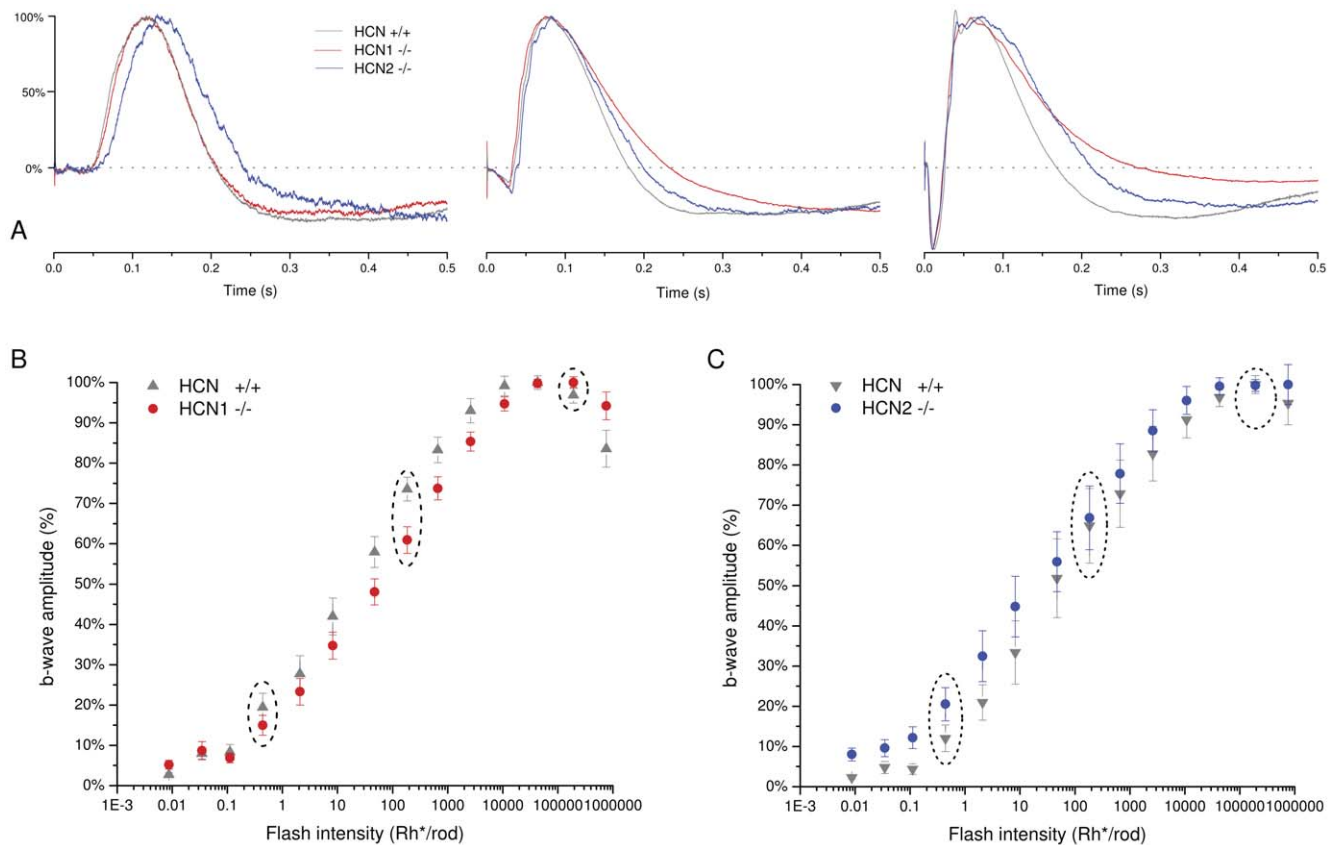 100%
50%
0%
HCN +/+
HCN1 -/-
HCN2 -/-
A
0.0 0.1 0.2 0.3 0.4 0.5
Time (s)
0.0 0.1 0.2 0.3 0.4 0.5
Time (s)
0.0 0.1 0.2 0.3 0.4 0.5
Time (s)
B
HCN +/+
HCN1 -/-
100%
90%
80%
70%
60%
50%
40%
30%
20%
10%
0%
b-wave amplitude (%)
1E-3 0.01 0.1 1 10 100 1000 10000 100000 1000000
Flash intensity (Rh*/rod)
C
HCN +/+
HCN2 -/-
100%
90%
80%
70%
60%
50%
40%
30%
20%
10%
0%
b-wave amplitude (%)
1E-3 0.01 0.1 1 10 100 1000 10000 100000 1000000
Flash intensity (Rh*/rod)